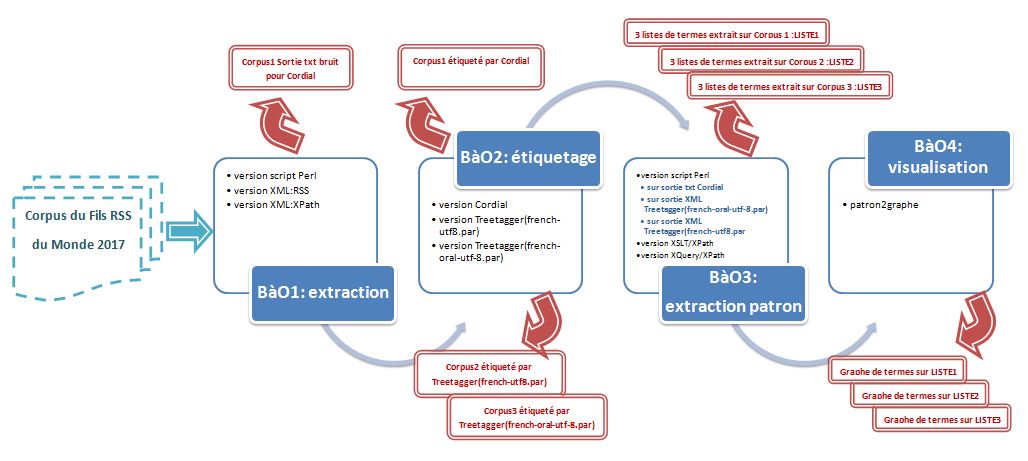 Corpus du Fils RSS
du Monde 2017
Corpus1 Sortie txt bruit
pour Cordial
• version script Perl
• version XML:RSS
• version XML:XPath
BàO1: extraction
Corpus1 étiqueté par Cordial
BàO2: étiquetage
• version Cordial
• version Treetagger(french-
utf8.par)
• version Treetagger(french-
oral-utf-8.par)
Corpus2 étiqueté par
Treetagger(french-utf8.par)
Corpus3 étiqueté par
Treetagger(french-oral-utf-8.par)
3 listes de termes extrait sur Corpus 1 :LISTE1
3 listes de termes extrait sur Corpus 2 :LISTE2
3 listes de termes extrait sur Corpus 3 :LISTE3
•version script Perl
• sur sortie txt Cordial
• sur sortie XML
Treetagger(french-oral-utf-8.par)
• sur sortie XML
Treetagger(french-utf8.par
•version XSLT/XPath
•version XQuery/XPath
BàO3:
extraction patron
BàO4:
visualisation
• patron2graphe
Graphe de termes sur LISTE1
Graphe de termes sur LISTE2
Graphe de termes sur LISTE3